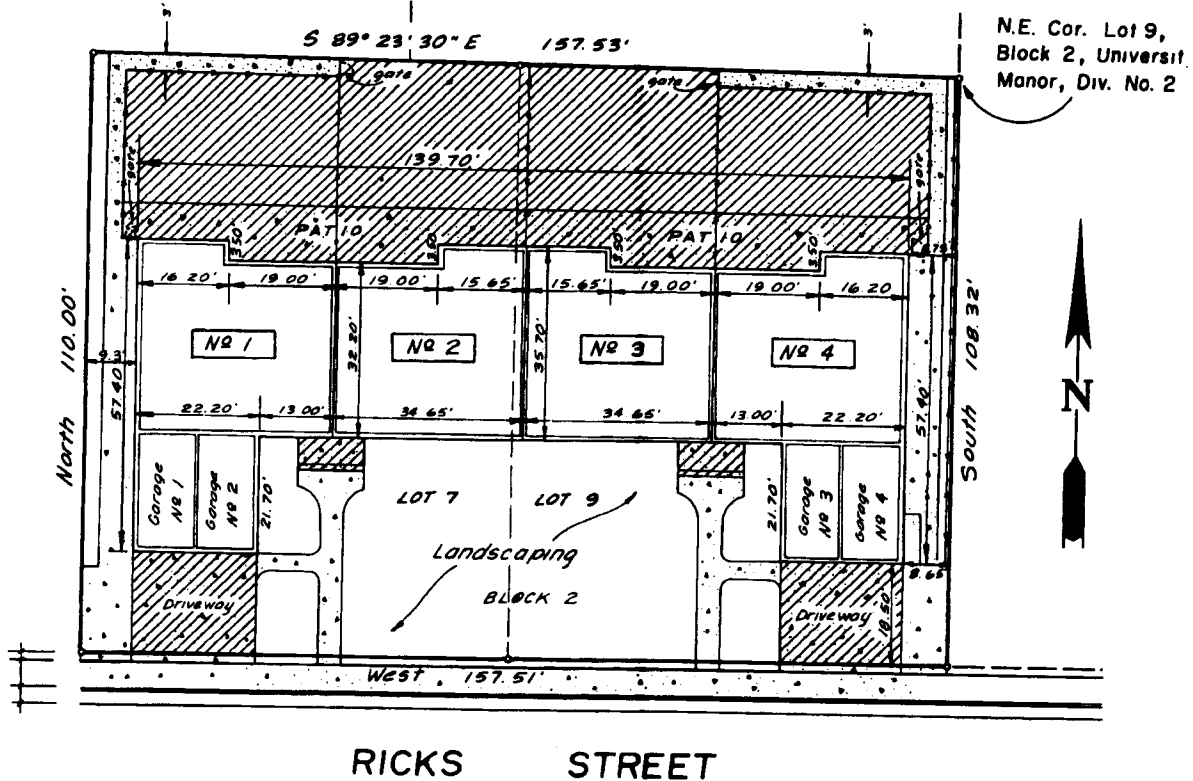 S 89° 23' 30" E 157.53'
N.E. Cor. Lot 9,
Block 2, Universit
Manor, Div. No. 2
3'
3'
gate
gate
139.70'
gate
gate
PATIO
PATIO
3.50'
3.50'
3.50'
3.50'
16.20' 19.00' 19.00' 15.65' 15.65' 19.00' 19.00' 16.20
Nº 1
Nº 2
Nº 3
Nº 4
32.20'
35.70'
North 110.00'
South 108.32'
57.40'
57.40'
22.20' 13.00' 34.65' 34.65' 13.00' 22.20'
N
Garage Nº 1
Garage Nº 2
21.70'
LOT 7
LOT 9
21.70'
Garage Nº 3
Garage Nº 4
Landscaping
BLOCK 2
8.65'
Driveway
Driveway
18.50'
West 157.51'
RICKS STREET